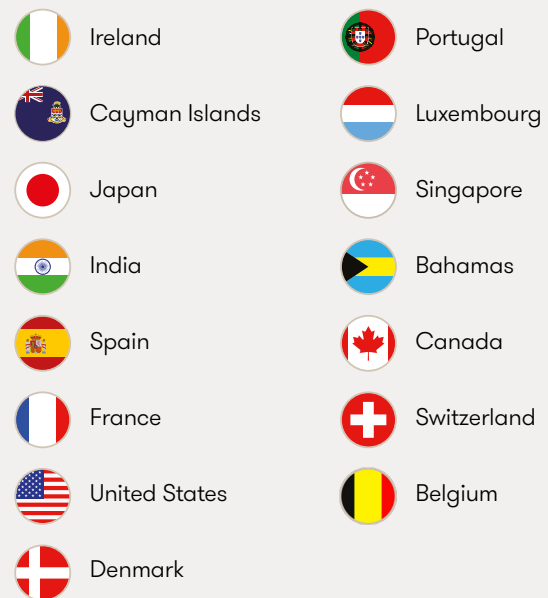 Ireland
Cayman Islands
Japan
India
Spain
France
United States
Denmark
Portugal
Luxembourg
Singapore
Bahamas
Canada
Switzerland
Belgium